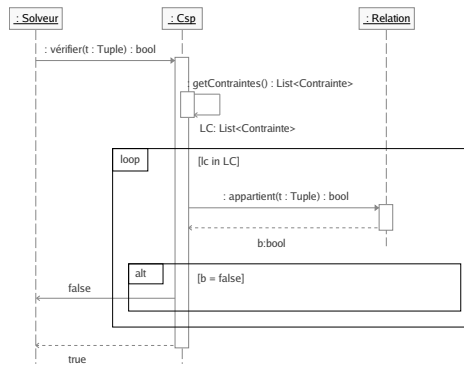 : Solveur
: Csp
: Relation
: vérifier(t : Tuple) : bool
: getContraintes() : List<Contrainte>
LC: List<Contrainte>
loop
[lc in LC]
: appartient(t : Tuple) : bool
b:bool
alt
[b = false]
false
true